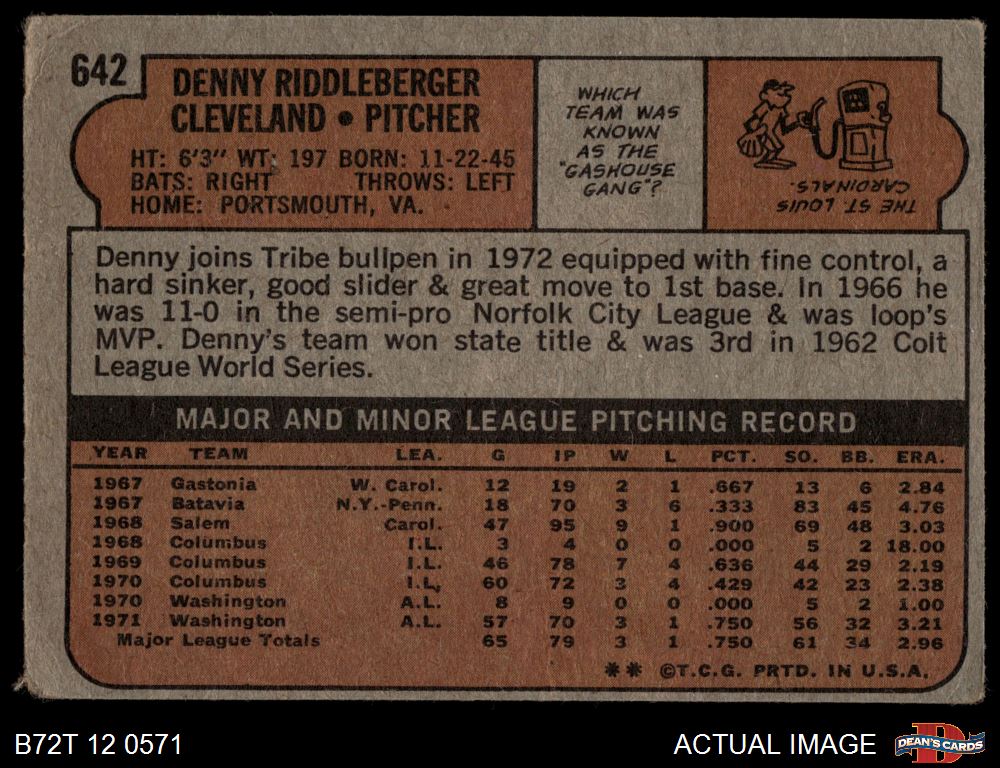 642
DENNY RIDDLEBERGER
CLEVELAND • PITCHER
HT: 6'3" WT: 197 BORN: 11-22-45
BATS: RIGHT THROWS: LEFT
HOME: PORTSMOUTH, VA.
WHICH
TEAM WAS
KNOWN
AS THE
"GASHOUSE
GANG"?
THE ST. LOUIS
CARDINALS.
Denny joins Tribe bullpen in 1972 equipped with fine control, a
hard sinker, good slider & great move to 1st base. In 1966 he
was 11-0 in the semi-pro Norfolk City League & was loop's
MVP. Denny's team won state title & was 3rd in 1962 Colt
League World Series.
MAJOR AND MINOR LEAGUE PITCHING RECORD
YEAR TEAM LEA. G IP W L PCT. SO. BB. ERA.
1967 Gastonia W. Carol. 12 19 2 1 .667 13 6 2.84
1967 Batavia N.Y.-Penn. 18 70 3 6 .333 83 45 4.76
1968 Salem Carol. 47 95 9 1 .900 69 48 3.03
1968 Columbus I.L. 3 4 0 0 .000 5 2 18.00
1969 Columbus I.L. 46 78 7 4 .636 44 29 2.19
1970 Columbus I.L. 60 72 3 4 .429 42 23 2.38
1970 Washington A.L. 8 9 0 0 .000 5 2 1.00
1971 Washington A.L. 57 70 3 1 .750 56 32 3.21
Major League Totals 65 79 3 1 .750 61 34 2.96
** ©T.C.G. PRTD. IN U.S.A.
B72T 12 0571
ACTUAL IMAGE
D
DEAN'S CARDS